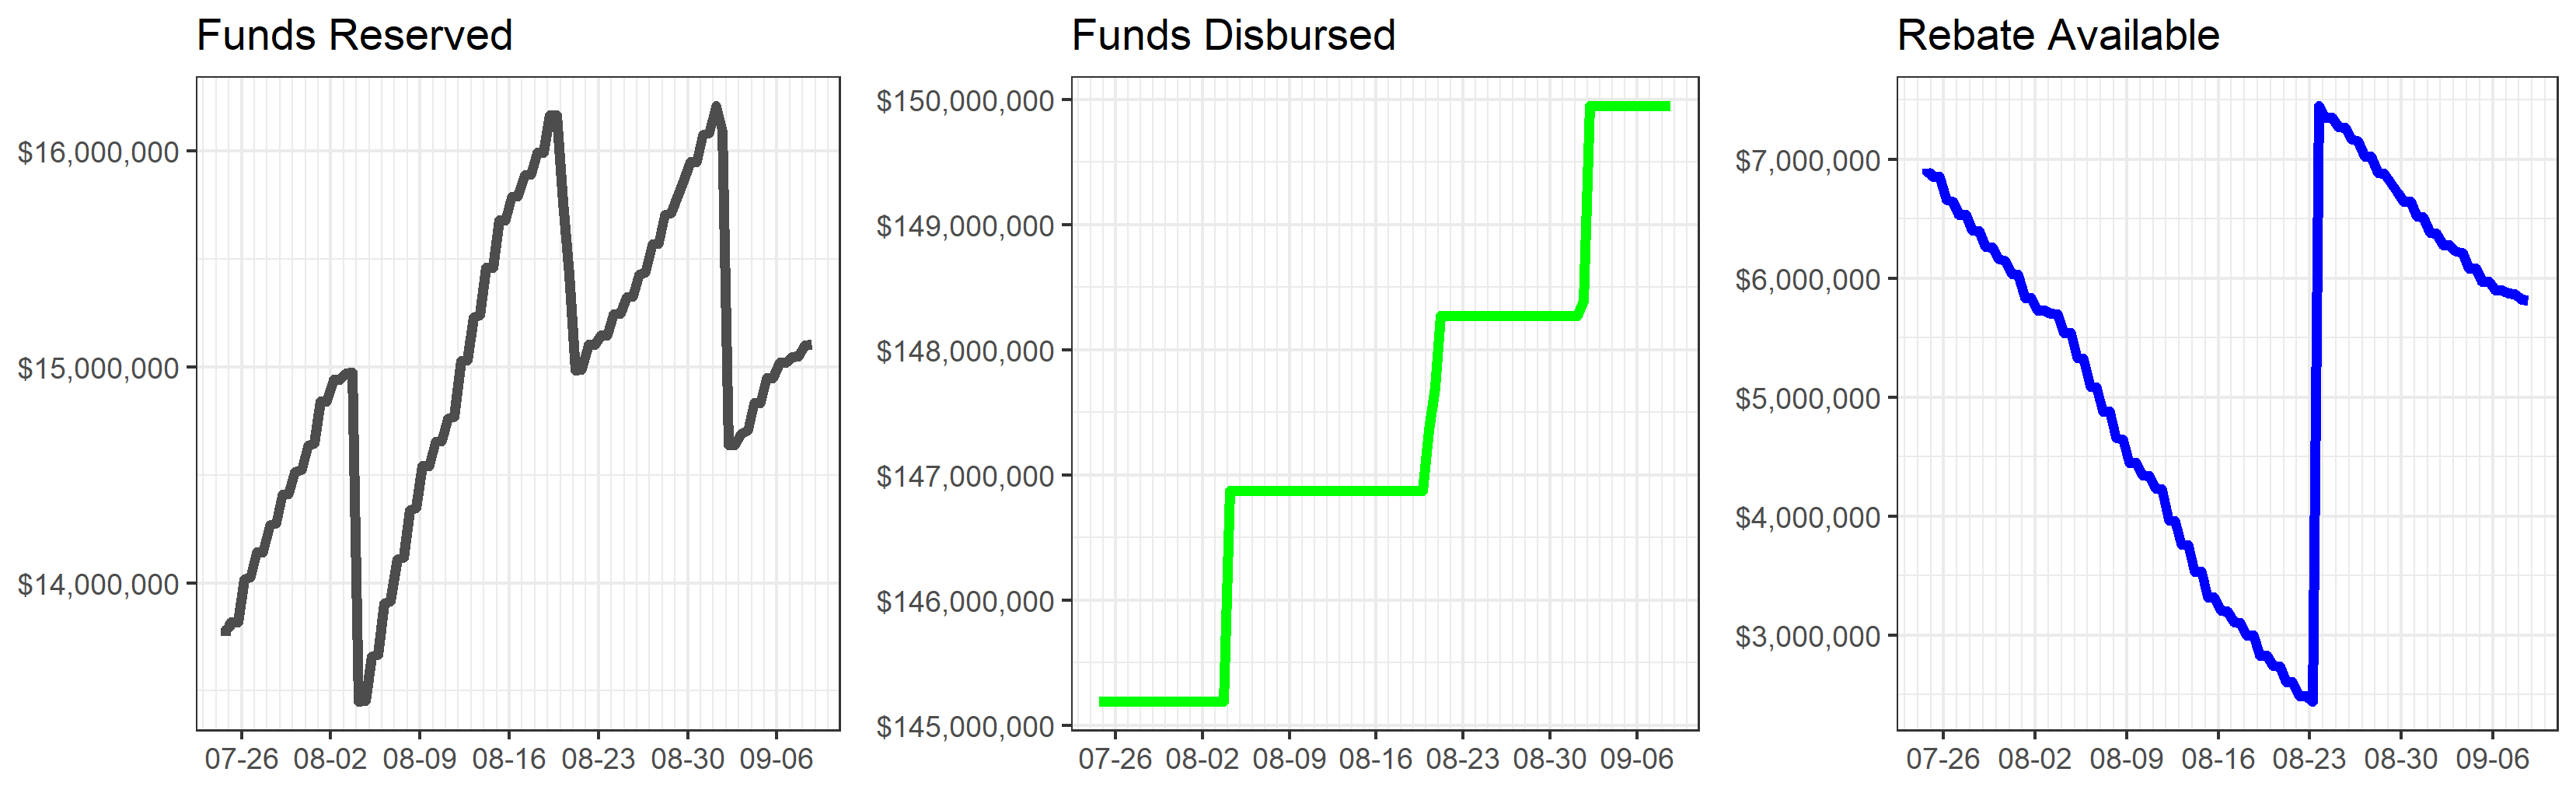 Funds Reserved
$16,000,000
$15,000,000
$14,000,000
07-26 08-02 08-09 08-16 08-23 08-30 09-06
Funds Disbursed
$150,000,000
$149,000,000
$148,000,000
$147,000,000
$146,000,000
$145,000,000
07-26 08-02 08-09 08-16 08-23 08-30 09-06
Rebate Available
$7,000,000
$6,000,000
$5,000,000
$4,000,000
$3,000,000
07-26 08-02 08-09 08-16 08-23 08-30 09-06